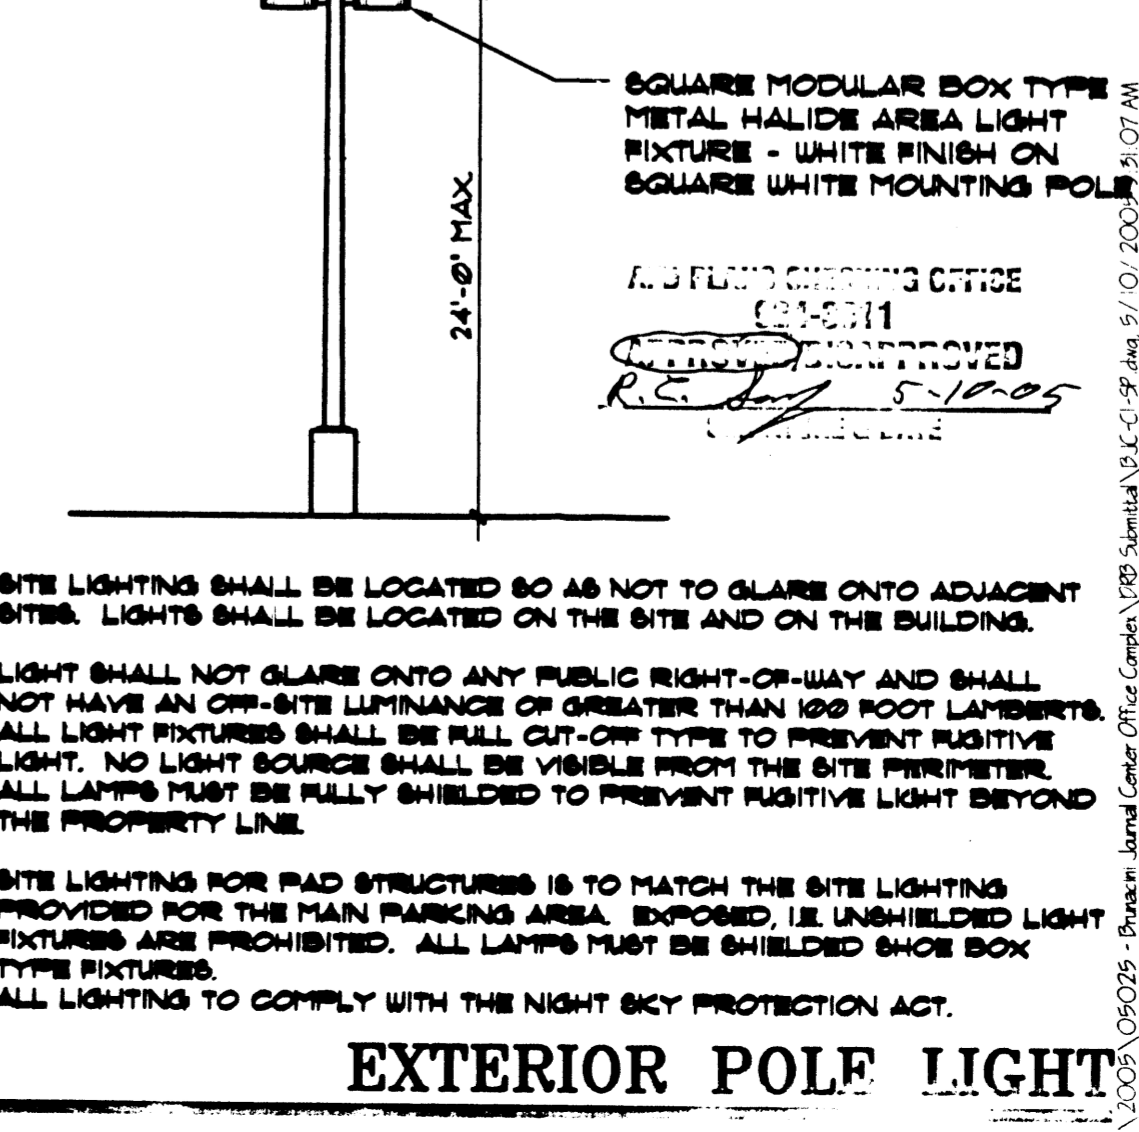 SQUARE MODULAR BOX TYPE
METAL HALIDE AREA LIGHT
FIXTURE - WHITE FINISH ON
SQUARE WHITE MOUNTING POLE
24'-0" MAX.
OFFICE
APPROVED/DISAPPROVED
R.C. 5-10-05
& DATE
SITE LIGHTING SHALL BE LOCATED SO AS NOT TO GLARE ONTO ADJACENT
SITES. LIGHTS SHALL BE LOCATED ON THE SITE AND ON THE BUILDING.
LIGHT SHALL NOT GLARE ONTO ANY PUBLIC RIGHT-OF-WAY AND SHALL
NOT HAVE AN OFF-SITE LUMINANCE OF GREATER THAN 100 FOOT LAMBERTS.
ALL LIGHT FIXTURES SHALL BE FULL CUT-OFF TYPE TO PREVENT FUGITIVE
LIGHT. NO LIGHT SOURCE SHALL BE VISIBLE FROM THE SITE PERIMETER.
ALL LAMPS MUST BE FULLY SHIELDED TO PREVENT FUGITIVE LIGHT BEYOND
THE PROPERTY LINE.
SITE LIGHTING FOR PAD STRUCTURES IS TO MATCH THE SITE LIGHTING
PROVIDED FOR THE MAIN PARKING AREA. EXPOSED, I.E. UNSHIELDED LIGHT
FIXTURES ARE PROHIBITED. ALL LAMPS MUST BE SHIELDED SHOE BOX
TYPE FIXTURES.
ALL LIGHTING TO COMPLY WITH THE NIGHT SKY PROTECTION ACT.
EXTERIOR POLE LIGHT
\2005\05025 - Brunacini Journal Center Office Complex\DRB Submittal\BJC-C1-SP.dwg, 5/10/2005 :31:07 AM